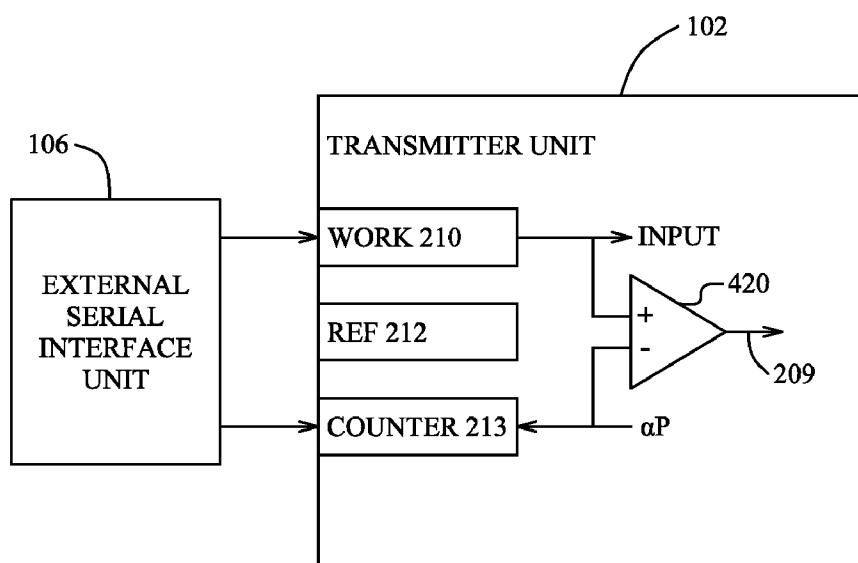 102
106
TRANSMITTER UNIT
WORK 210
INPUT
EXTERNAL
SERIAL
INTERFACE
UNIT
420
+
REF 212
-
209
COUNTER 213
αP